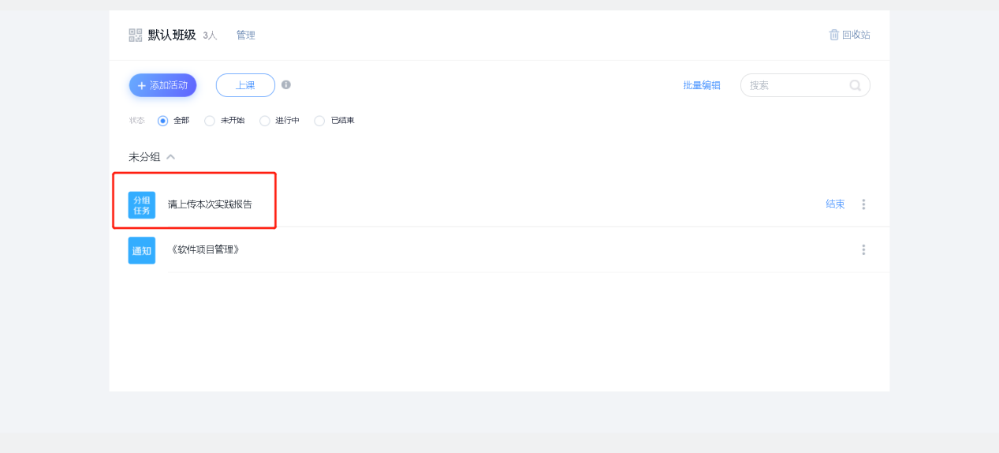 默认班级 3人 管理 回收站
+ 添加活动 上课 批量编辑 搜索
状态 全部 未开始 进行中 已结束
未分组
分组
任务 请上传本次实践报告 结束
通知 《软件项目管理》